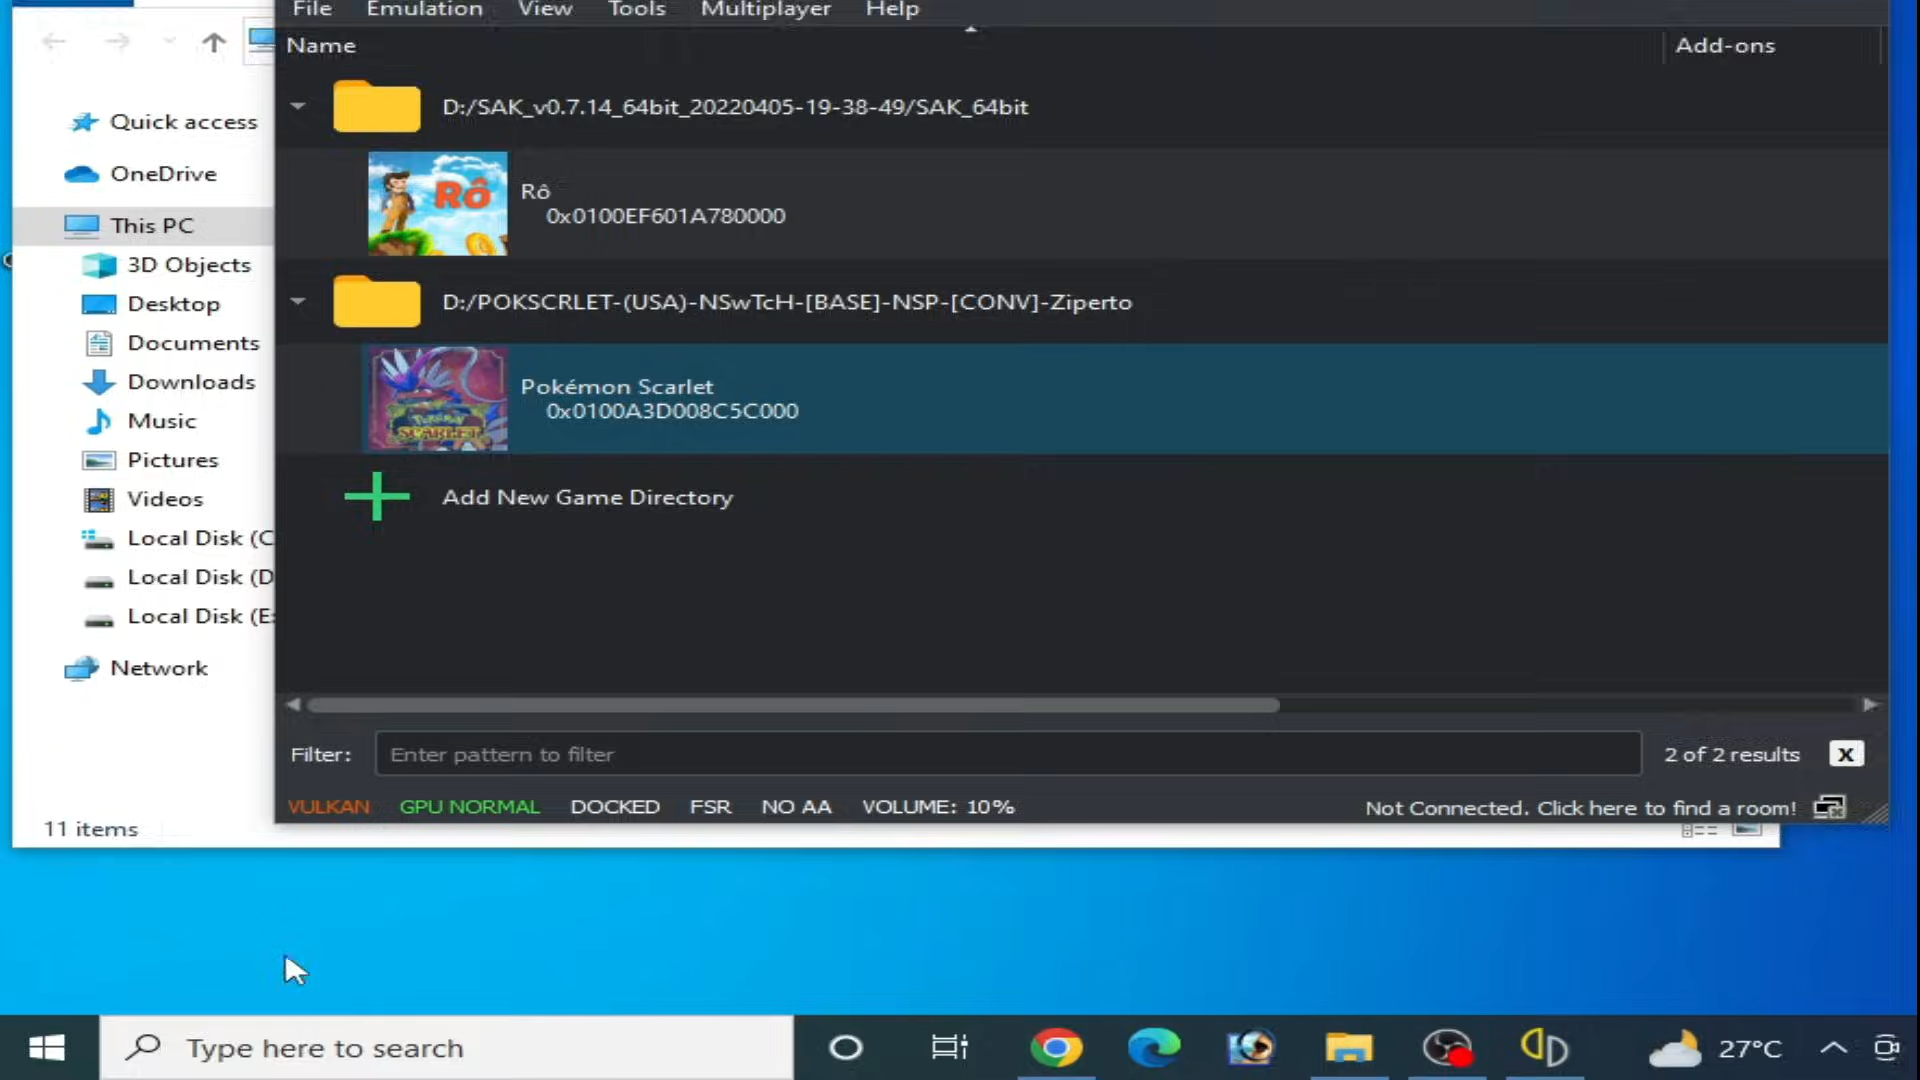 File Emulation View Tools Multiplayer Help
Name Add-ons
Quick access
OneDrive
This PC
3D Objects
Desktop
Documents
Downloads
Music
Pictures
Videos
Local Disk (C
Local Disk (D
Local Disk (E:
Network
11 items
D:/SAK_v0.7.14_64bit_20220405-19-38-49/SAK_64bit
Rô
Rô
0x0100EF601A780000
D:/POKSCRLET-(USA)-NSwTcH-[BASE]-NSP-[CONV]-Ziperto
SCARLET
Pokémon Scarlet
0x0100A3D008C5C000
Add New Game Directory
Filter: Enter pattern to filter 2 of 2 results X
VULKAN GPU NORMAL DOCKED FSR NO AA VOLUME: 10% Not Connected. Click here to find a room!
Type here to search 27°C